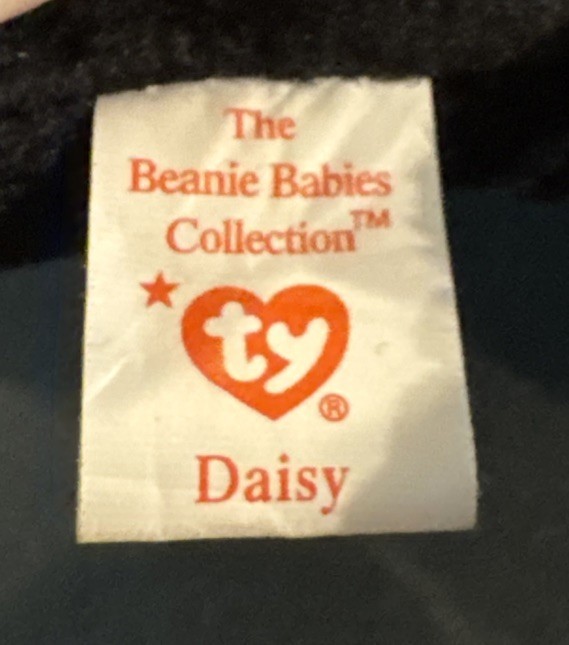 The
Beanie Babies
Collection™
ty®
Daisy